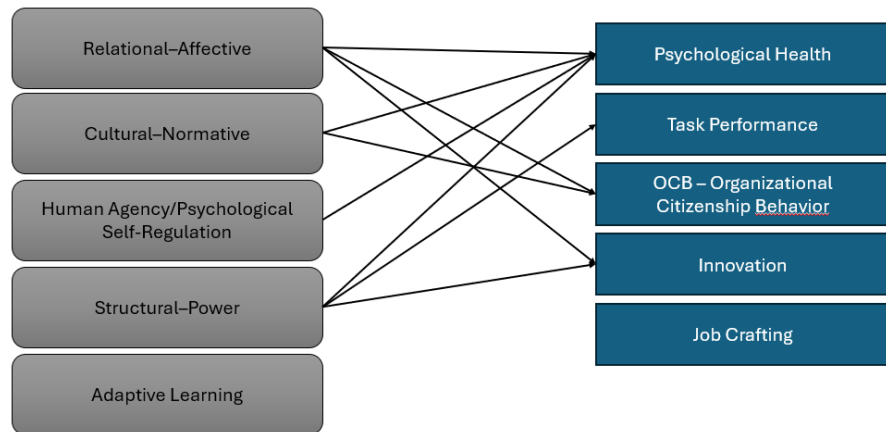 Relational–Affective
Cultural–Normative
Human Agency/Psychological
Self-Regulation
Structural–Power
Adaptive Learning
Psychological Health
Task Performance
OCB – Organizational
Citizenship Behavior
Innovation
Job Crafting